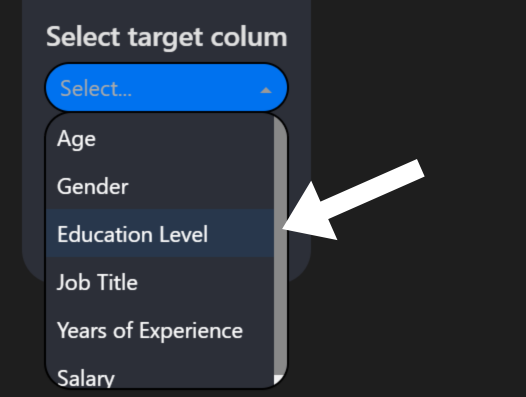 Select target colum
Select...
Age
Gender
Education Level
Job Title
Years of Experience
Salary